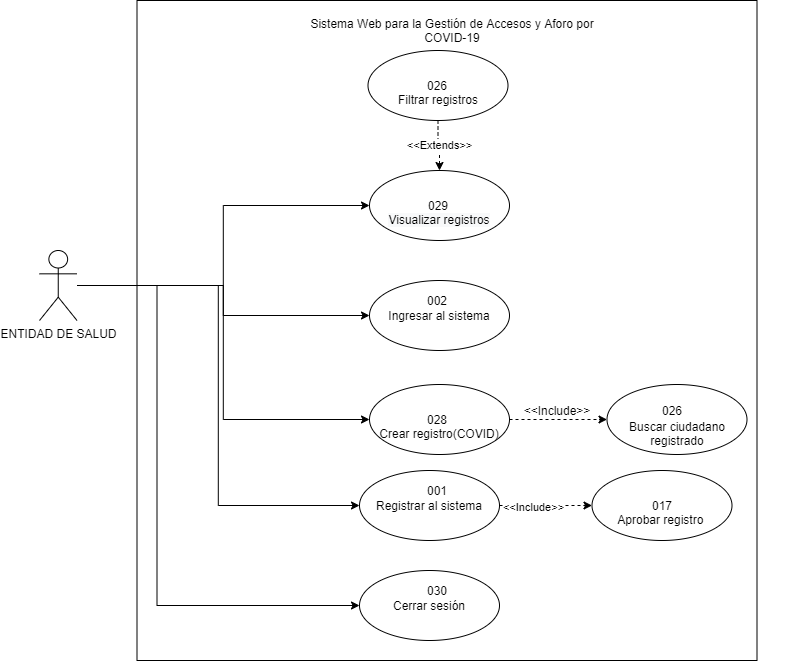 Sistema Web para la Gestión de Accesos y Aforo por
COVID-19
026
Filtrar registros
<<Extends>>
029
Visualizar registros
002
Ingresar al sistema
ENTIDAD DE SALUD
028
Crear registro(COVID)
<<Include>>
026
Buscar ciudadano
registrado
001
Registrar al sistema
<<Include>>
017
Aprobar registro
030
Cerrar sesión